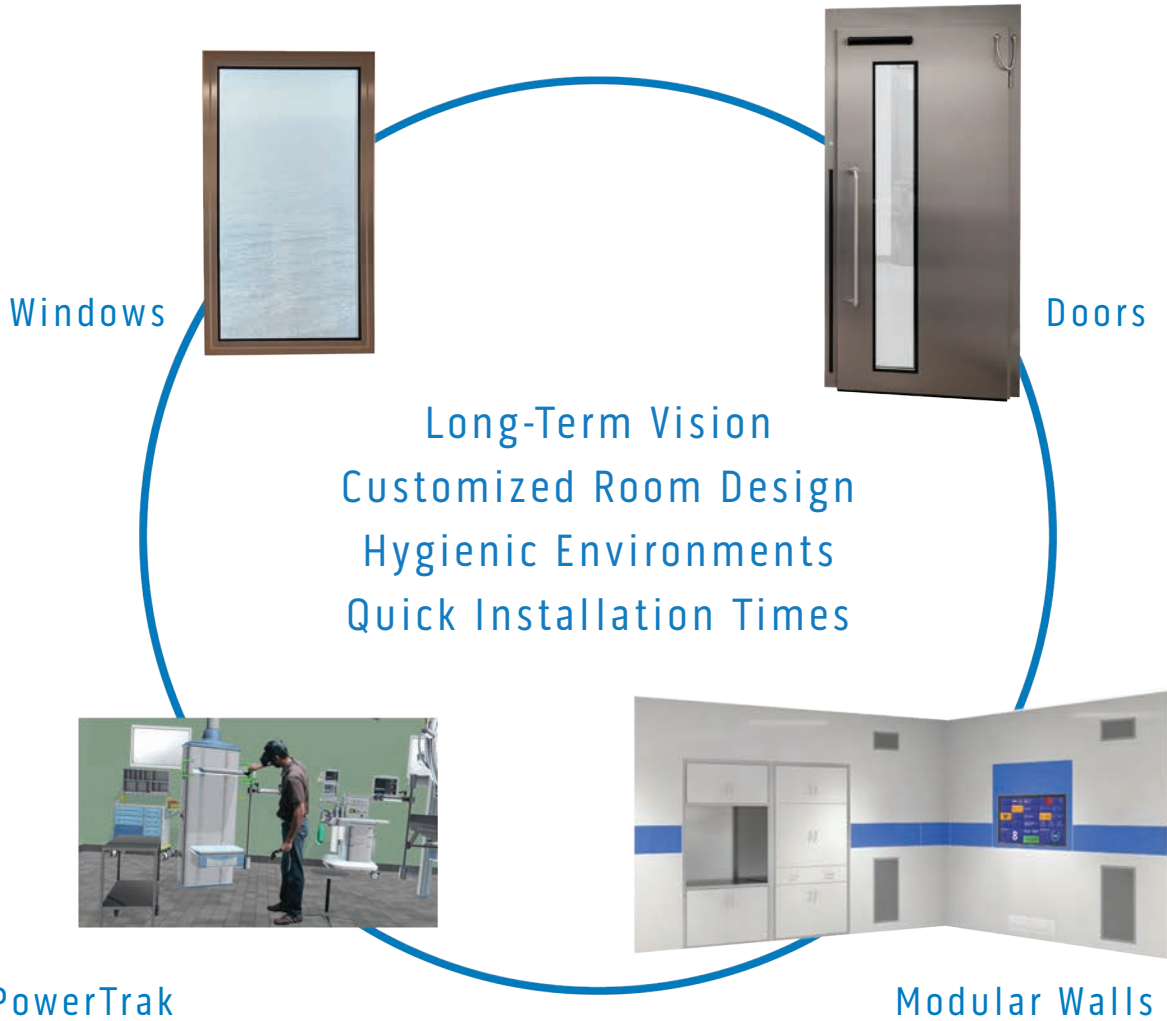 Windows
Doors
Long-Term Vision
Customized Room Design
Hygienic Environments
Quick Installation Times
PowerTrak
Modular Walls